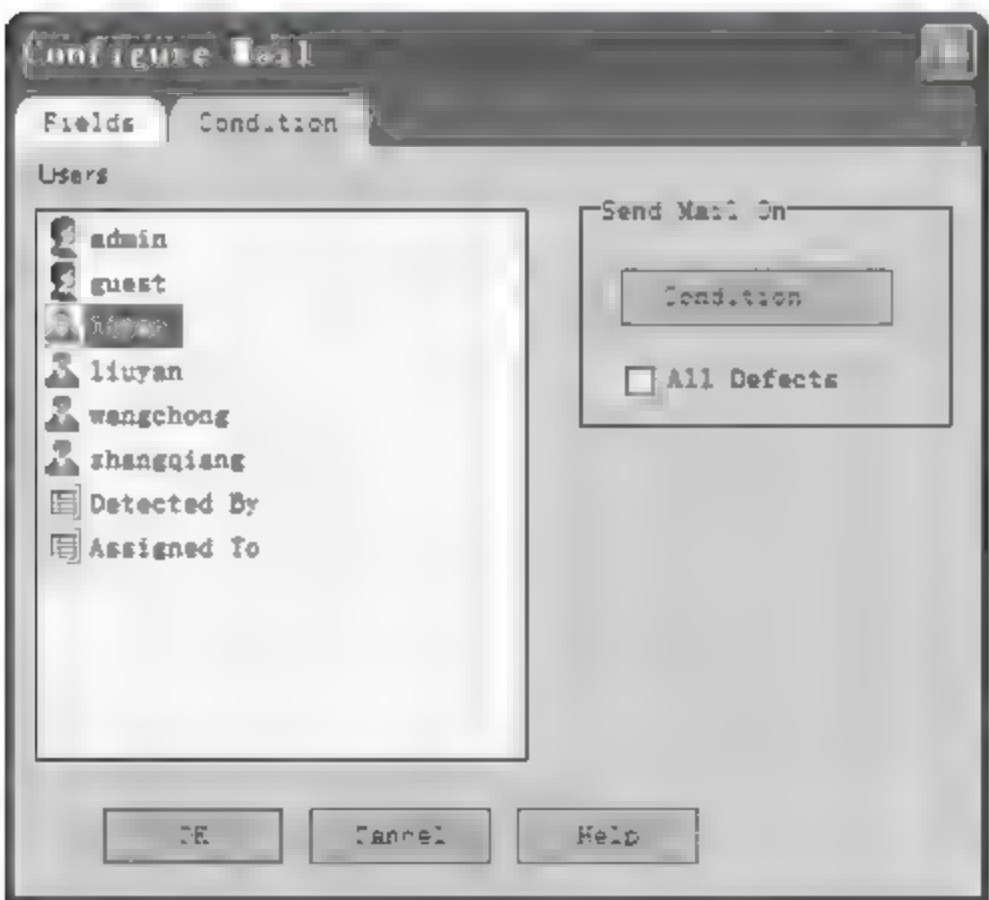 Configure Mail
Fields Condition
Users
admin
guest
liuyan
wangchong
zhangqiang
Detected By
Assigned To
Send Mail On
Condition
All Defects
OK Cancel Help